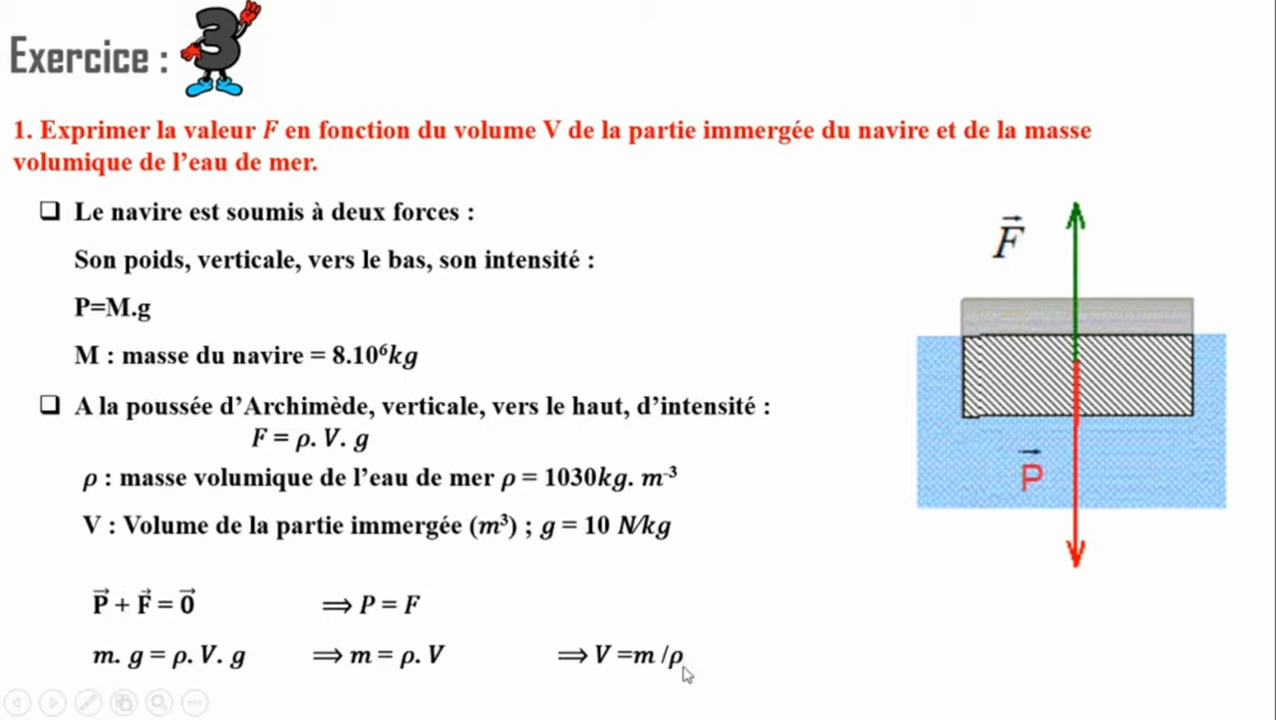 Exercice : 3
1. Exprimer la valeur F en fonction du volume V de la partie immergée du navire et de la masse
volumique de l'eau de mer.
❑ Le navire est soumis à deux forces :
Son poids, verticale, vers le bas, son intensité :
P=M.g
M : masse du navire = 8.10⁶kg
❑ A la poussée d'Archimède, verticale, vers le haut, d'intensité :
F = ρ. V. g
ρ : masse volumique de l'eau de mer ρ = 1030kg. m⁻³
V : Volume de la partie immergée (m³) ; g = 10 N/kg
P⃗ + F⃗ = 0⃗ ⟹ P = F
m. g = ρ. V. g ⟹ m = ρ. V ⟹ V =m /ρ
F⃗
P⃗